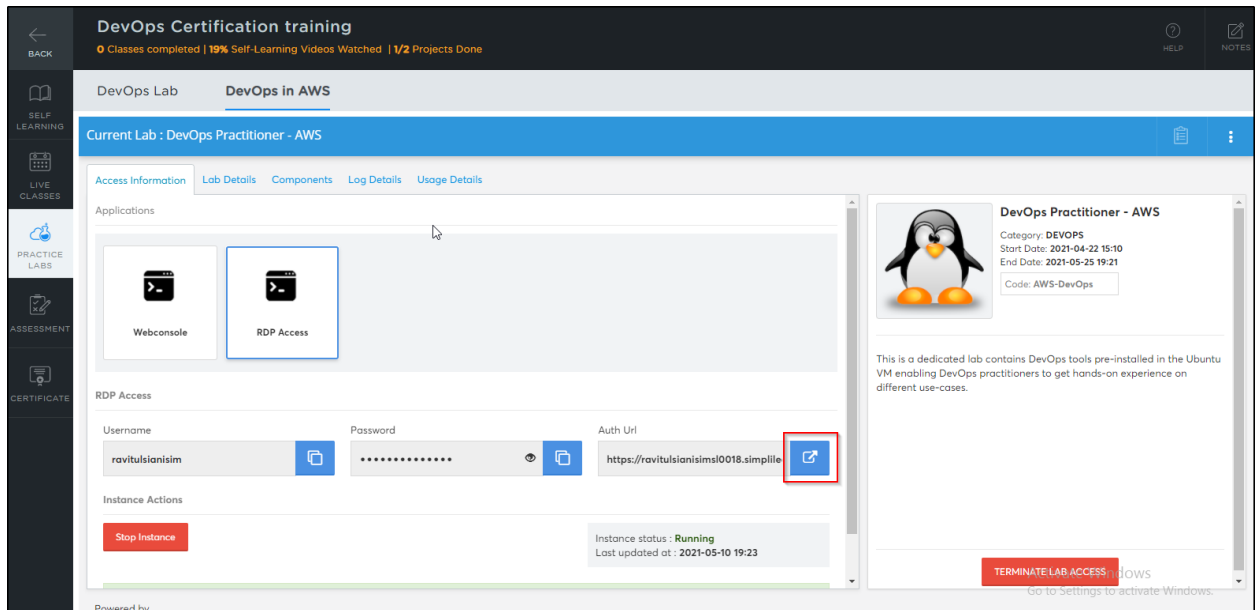 BACK
DevOps Certification training
0 Classes completed | 19% Self-Learning Videos Watched | 1/2 Projects Done
HELP
NOTES
SELF
LEARNING
LIVE
CLASSES
PRACTICE
LABS
ASSESSMENT
CERTIFICATE
DevOps Lab DevOps in AWS
Current Lab : DevOps Practitioner - AWS
Access Information Lab Details Components Log Details Usage Details
Applications
Webconsole RDP Access
RDP Access
Username Password Auth Url
ravitulsianisim •••••••••••••• https://ravitulsianisimsl0018.simplile
Instance Actions
Stop Instance
Instance status : Running
Last updated at : 2021-05-10 19:23
DevOps Practitioner - AWS
Category: DEVOPS
Start Date: 2021-04-22 15:10
End Date: 2021-05-25 19:21
Code: AWS-DevOps
This is a dedicated lab contains DevOps tools pre-installed in the Ubuntu
VM enabling DevOps practitioners to get hands-on experience on
different use-cases.
TERMINATE LAB ACCESS
Activate Windows
Go to Settings to activate Windows.
Powered by